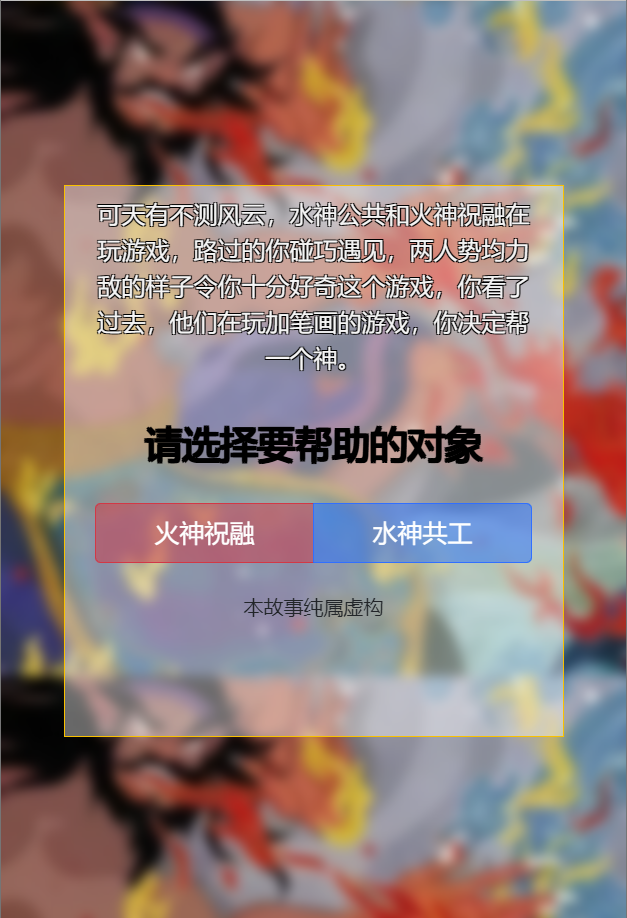 可天有不测风云，水神公共和火神祝融在
玩游戏，路过的你碰巧遇见，两人势均力
敌的样子令你十分好奇这个游戏，你看了
过去，他们在玩加笔画的游戏，你决定帮
一个神。
请选择要帮助的对象
火神祝融
水神共工
本故事纯属虚构